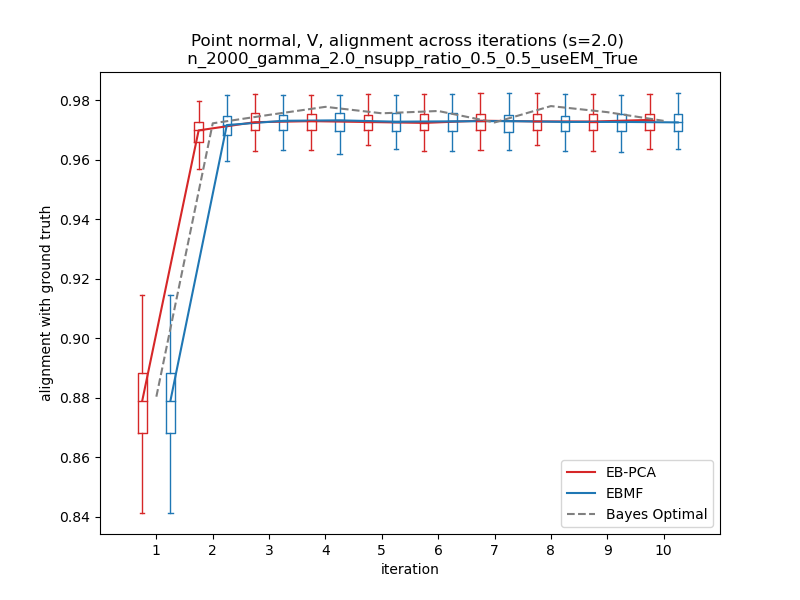 Point normal, V, alignment across iterations (s=2.0)
n_2000_gamma_2.0_nsupp_ratio_0.5_0.5_useEM_True
alignment with ground truth
0.98
0.96
0.94
0.92
0.90
0.88
0.86
0.84
EB-PCA
EBMF
Bayes Optimal
1 2 3 4 5 6 7 8 9 10
iteration